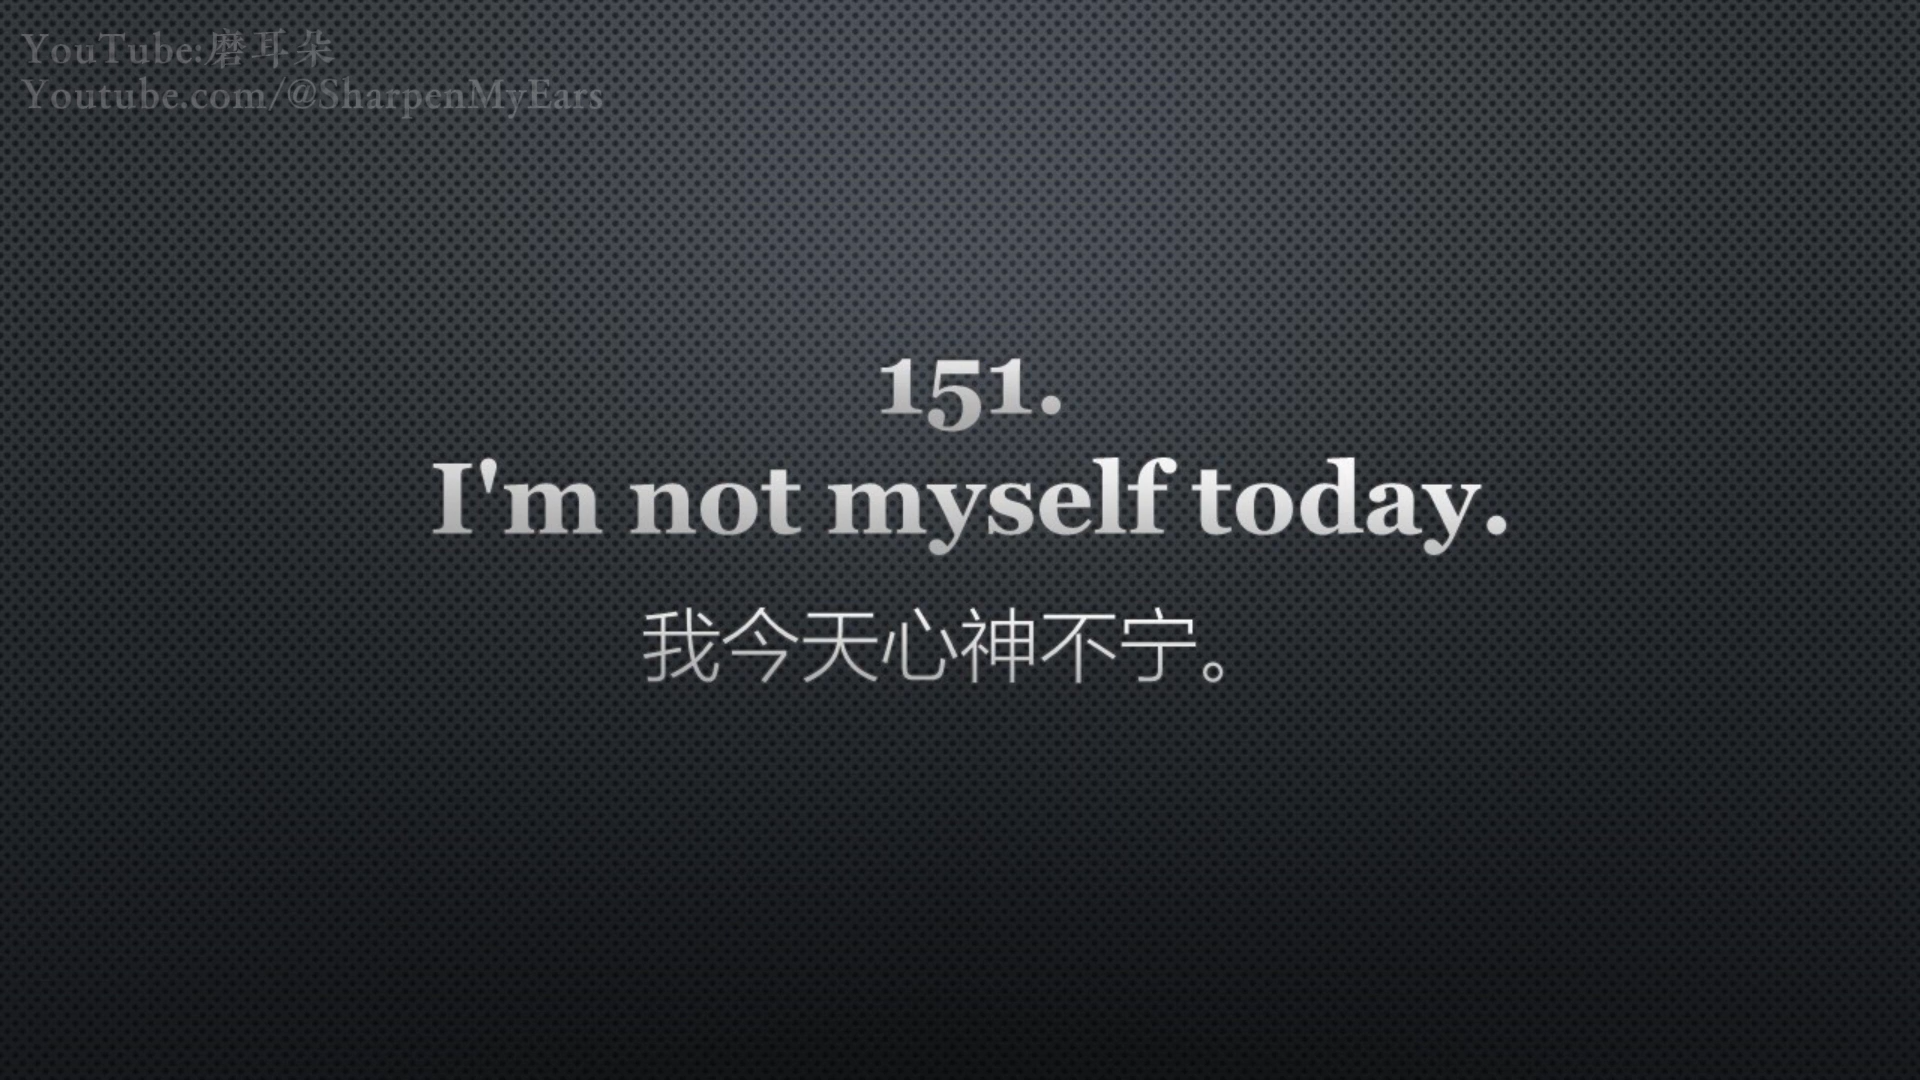 YouTube:磨耳朵
Youtube.com/@SharpenMyEars
151.
I'm not myself today.
我今天心神不宁。